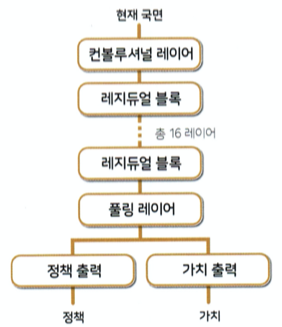 현재 국면
컨볼루셔널 레이어
레지듀얼 블록
총 16 레이어
레지듀얼 블록
풀링 레이어
정책 출력
가치 출력
정책
가치